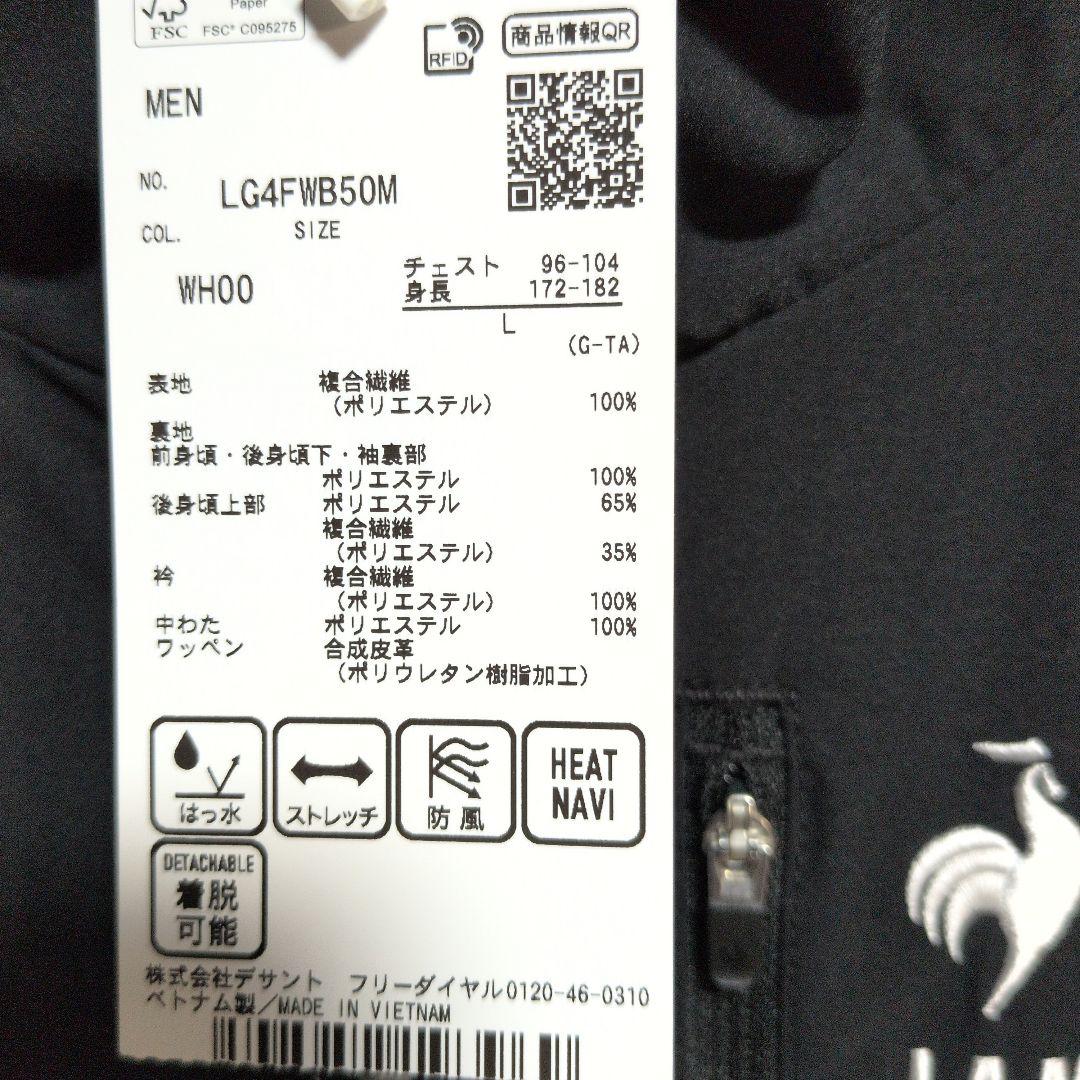 Paper
FSC
FSC® C095275
RFID
商品情報QR
MEN
NO.
LG4FWB50M
COL.
SIZE
WH00
チェスト 96-104
身長 172-182
L
(G-TA)
表地 複合繊維
(ポリエステル) 100%
裏地
前身頃・後身頃下・袖裏部
ポリエステル 100%
後身頃上部 ポリエステル 65%
複合繊維
(ポリエステル) 35%
衿 複合繊維
(ポリエステル) 100%
中わた ポリエステル 100%
ワッペン 合成皮革
(ポリウレタン樹脂加工)
はっ水
ストレッチ
防風
HEAT
NAVI
DETACHABLE
着脱
可能
株式会社デサント フリーダイヤル0120-46-0310
ベトナム製/MADE IN VIETNAM